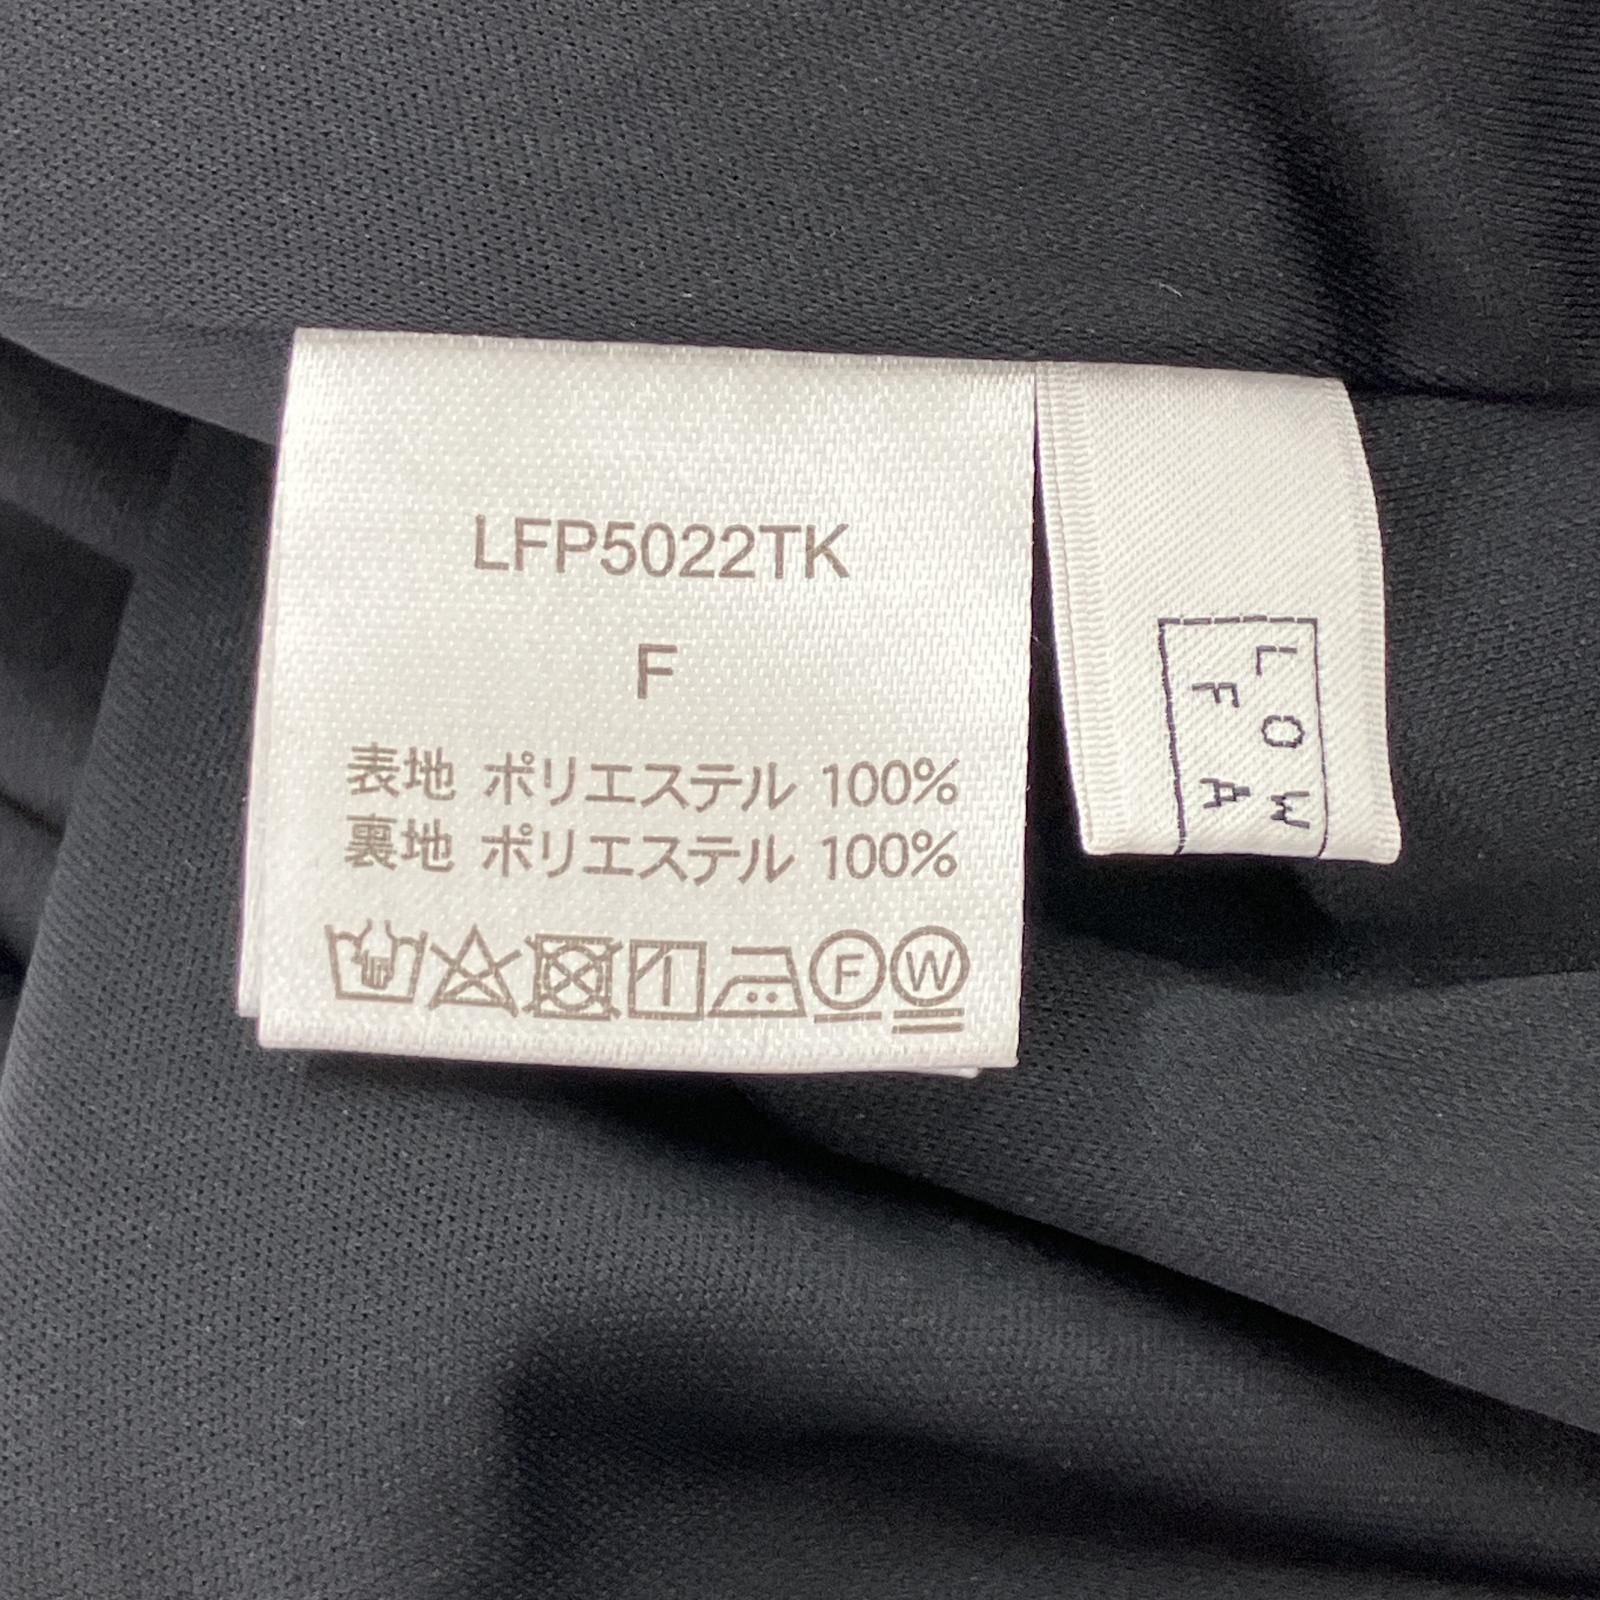 LFP5022TK
F
表地 ポリエステル 100%
裏地 ポリエステル 100%
F
W
LOW
FA